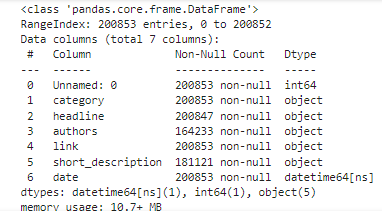 <class 'pandas.core.frame.DataFrame'>
RangeIndex: 200853 entries, 0 to 200852
Data columns (total 7 columns):
 #   Column             Non-Null Count   Dtype
---  ------             --------------   -----
 0   Unnamed: 0         200853 non-null  int64
 1   category           200853 non-null  object
 2   headline           200847 non-null  object
 3   authors            164233 non-null  object
 4   link               200853 non-null  object
 5   short_description  181121 non-null  object
 6   date               200853 non-null  datetime64[ns]
dtypes: datetime64[ns](1), int64(1), object(5)
memory usage: 10.7+ MB